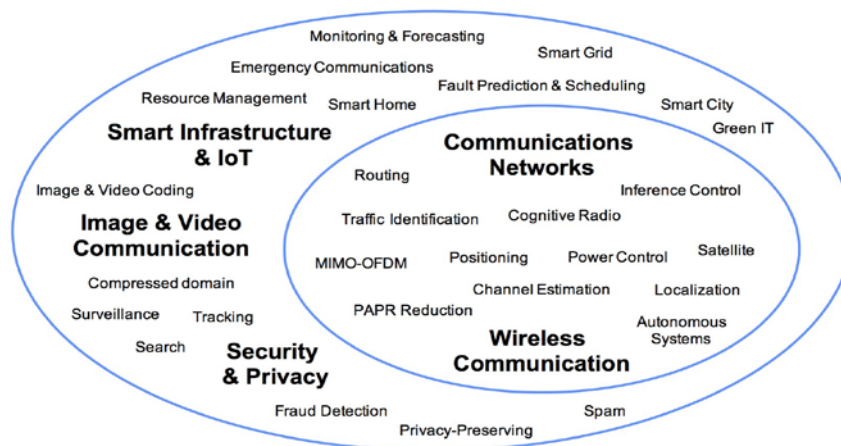 Monitoring & Forecasting
Smart Grid
Emergency Communications
Fault Prediction & Scheduling
Resource Management
Smart Home
Smart City
Green IT
Smart Infrastructure
& IoT
Communications
Networks
Routing
Image & Video Coding
Inference Control
Traffic Identification
Cognitive Radio
Image & Video
Communication
MIMO-OFDM
Positioning
Power Control
Satellite
Compressed domain
Channel Estimation
Localization
Surveillance
Tracking
PAPR Reduction
Autonomous
Systems
Search
Security
& Privacy
Wireless
Communication
Fraud Detection
Spam
Privacy-Preserving